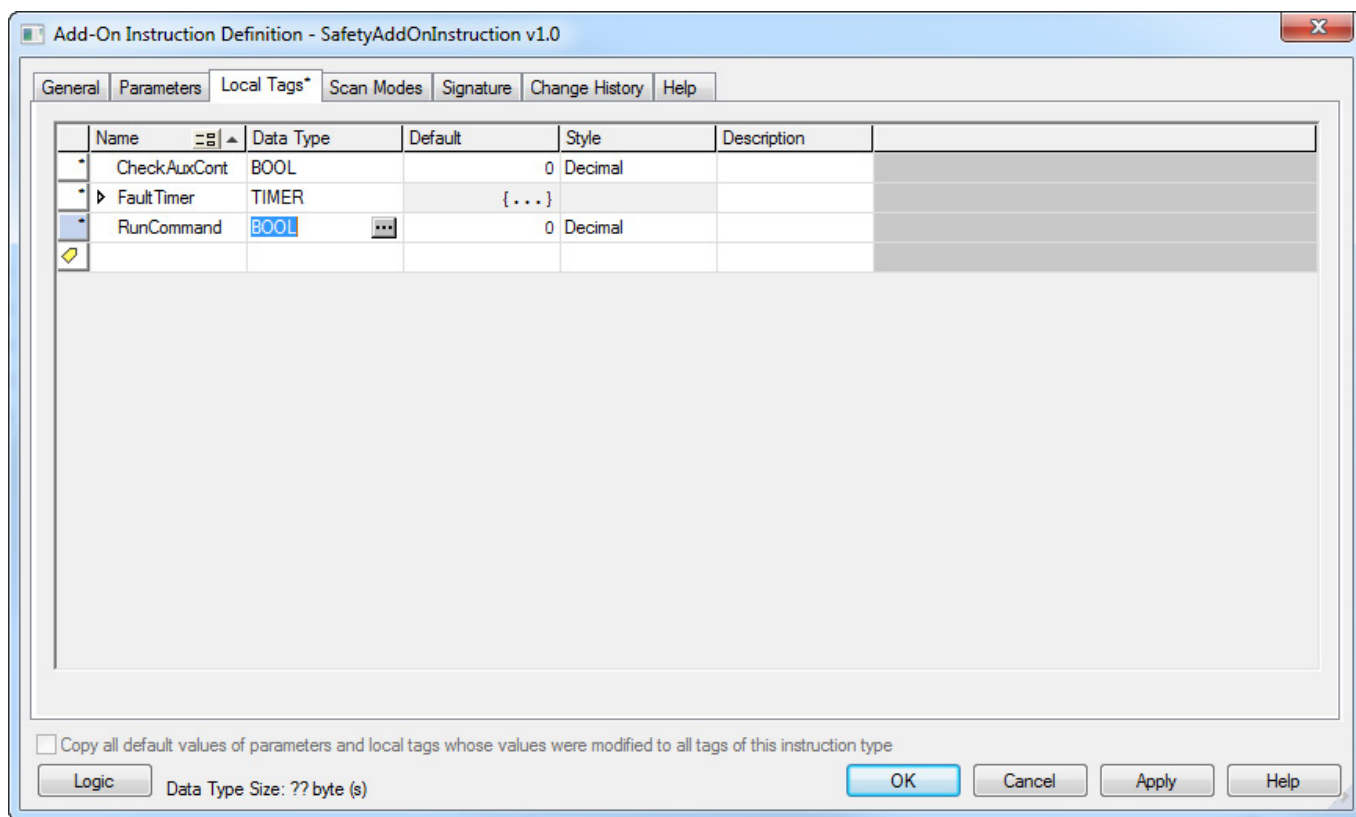 Add-On Instruction Definition - SafetyAddOnInstruction v1.0
General Parameters Local Tags* Scan Modes Signature Change History Help
Name Data Type Default Style Description
* CheckAuxCont BOOL 0 Decimal
* FaultTimer TIMER {...}
* RunCommand BOOL ... 0 Decimal
Copy all default values of parameters and local tags whose values were modified to all tags of this instruction type
Logic Data Type Size: ?? byte (s) OK Cancel Apply Help